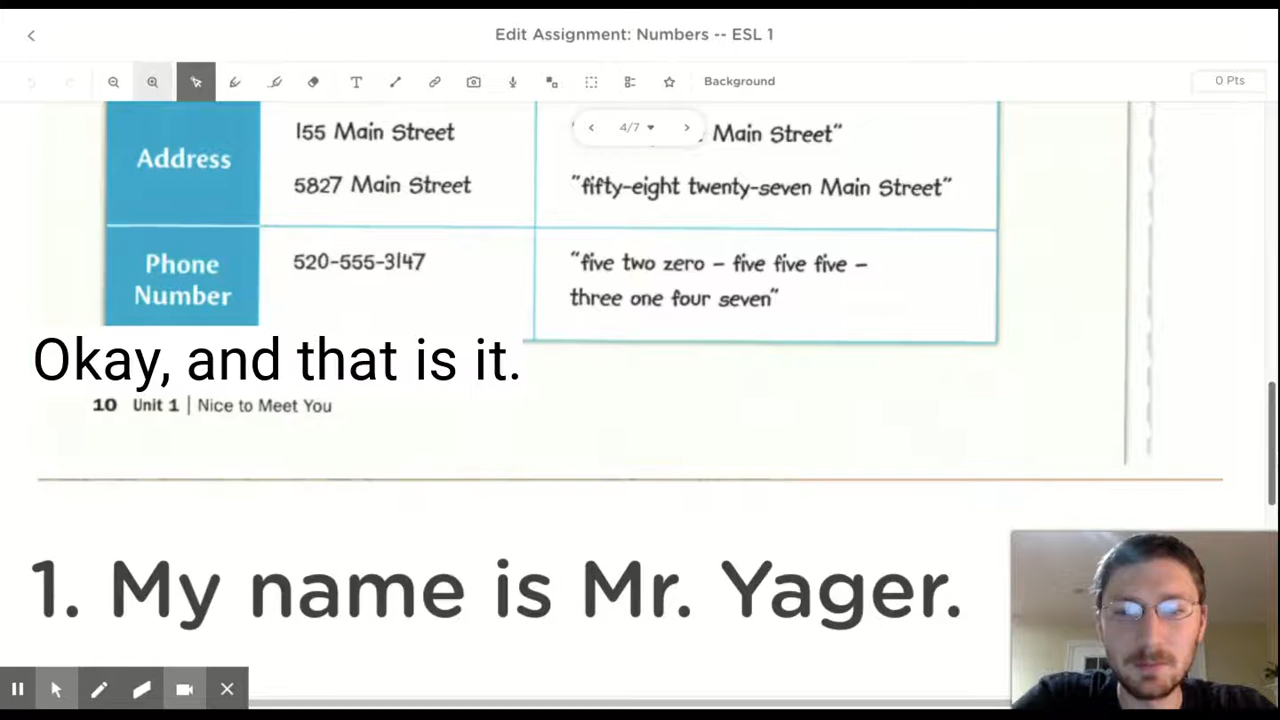 Edit Assignment: Numbers -- ESL 1
T
Background
0 Pts
4/7
Address
155 Main Street
Main Street"
5827 Main Street
"fifty-eight twenty-seven Main Street"
Phone
Number
520-555-3147
"five two zero – five five five –
three one four seven"
Okay, and that is it.
10 Unit 1 | Nice to Meet You
1. My name is Mr. Yager.